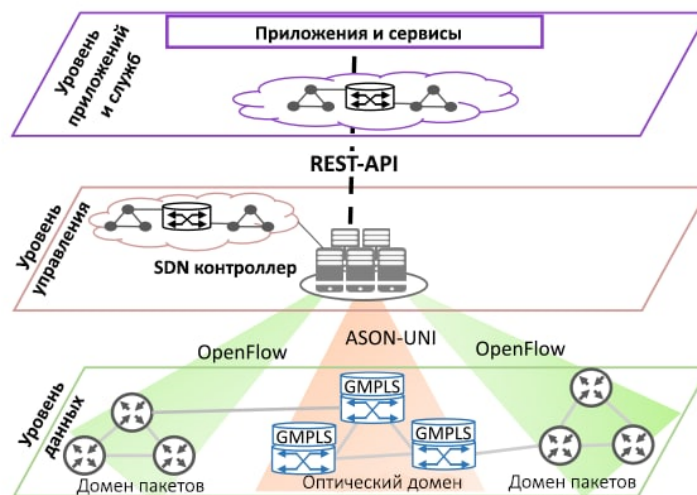 Приложения и сервисы
Уровень
приложений
и служб
REST-API
Уровень
управления
SDN контроллер
ASON-UNI
OpenFlow
OpenFlow
Уровень
данных
GMPLS
GMPLS
GMPLS
Домен пакетов
Оптический домен
Домен пакетов